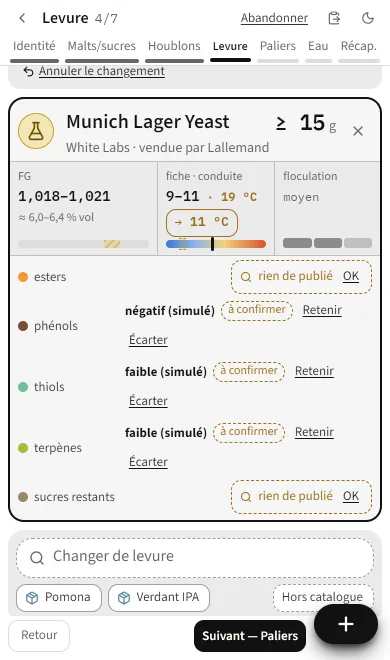 Levure 4/7
Abandonner
Identité Malts/sucres Houblons Levure Paliers Eau Récap.
Annuler le changement
Munich Lager Yeast
≥ 15 g
White Labs · vendue par Lallemand
FG
1,018–1,021
≈ 6,0–6,4 % vol
fiche · conduite
9–11 · 19 °C
→ 11 °C
floculation
moyen
esters
rien de publié OK
phénols
négatif (simulé) à confirmer Retenir
Écarter
thiols
faible (simulé) à confirmer Retenir
Écarter
terpènes
faible (simulé) à confirmer Retenir
Écarter
sucres restants
rien de publié OK
Changer de levure
Pomona
Verdant IPA
Hors catalogue
Retour
Suivant — Paliers